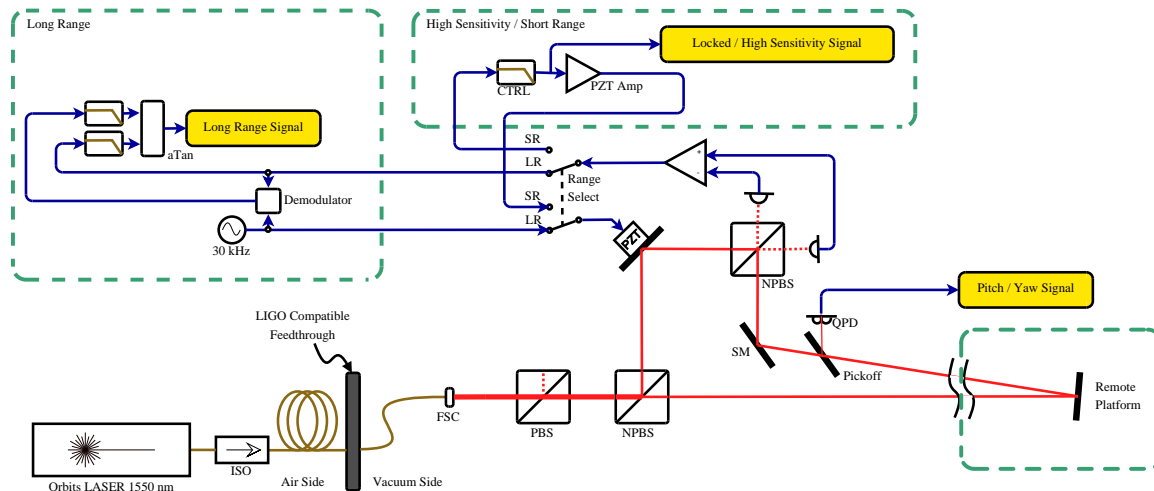 Long Range
High Sensitivity / Short Range
Locked / High Sensitivity Signal
CTRL
PZT Amp
Long Range Signal
aTan
SR
LR
Range
Select
SR
LR
+
-
Demodulator
30 kHz
PZT
NPBS
Pitch / Yaw Signal
QPD
SM
Pickoff
LIGO Compatible
Feedthrough
FSC
PBS
NPBS
Remote
Platform
ISO
Orbits LASER 1550 nm
Air Side
Vacuum Side